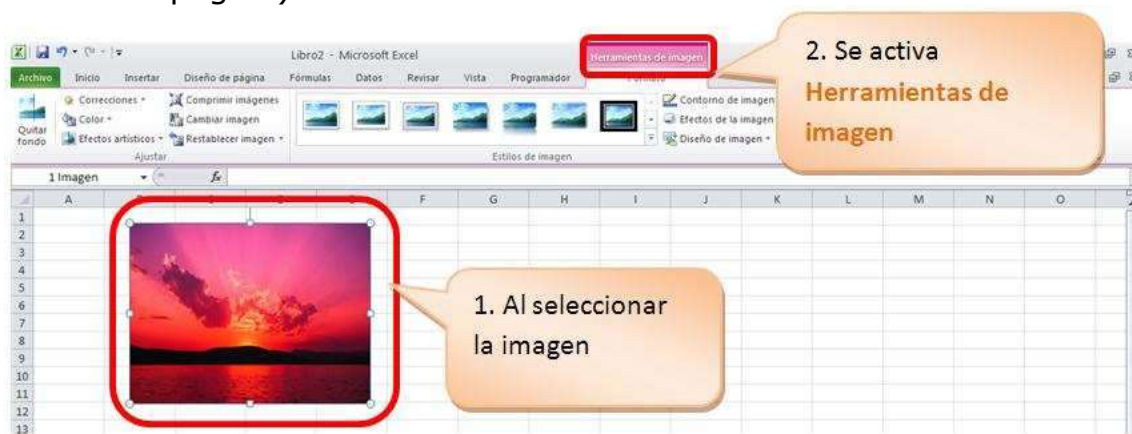 Libro2 - Microsoft Excel
Herramientas de imagen
Archivo Inicio Insertar Diseño de página Fórmulas Datos Revisar Vista Programador Formato
Correcciones Comprimir imágenes Contorno de imagen
Color Cambiar imagen Efectos de la imagen
Quitar fondo Efectos artísticos Restablecer imagen Diseño de imagen
Ajustar Estilos de imagen
1 Imagen fx
A F G H I J K L M N O
1
2
3
4
5
6
7
8
9
10
11
12
13
2. Se activa
Herramientas de
imagen
1. Al seleccionar
la imagen